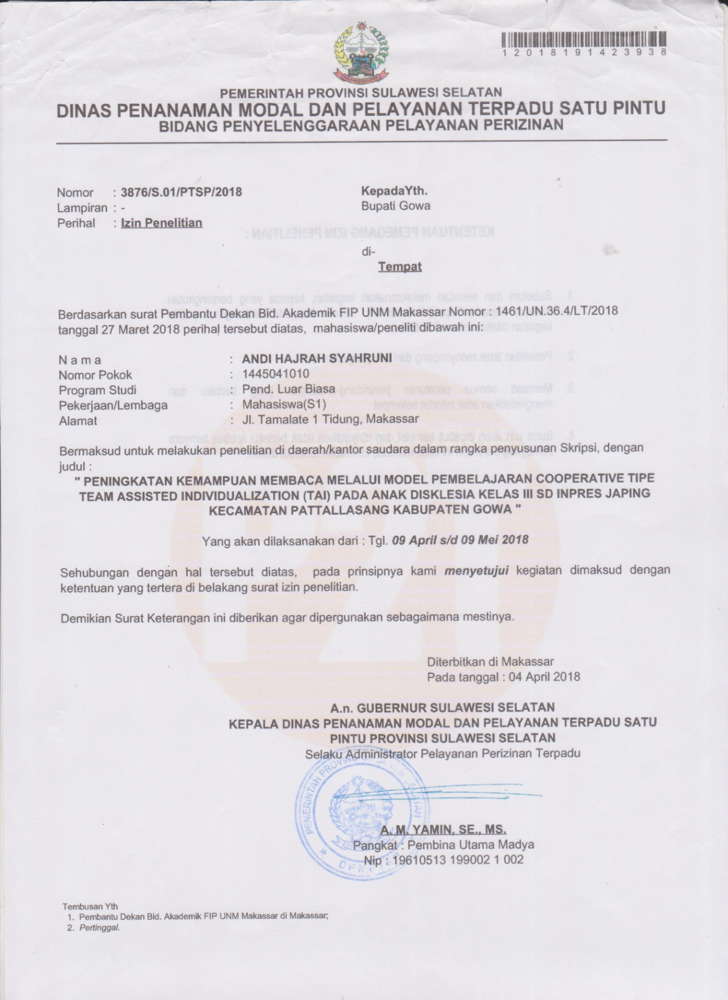 12018191423938
PEMERINTAH PROVINSI SULAWESI SELATAN
DINAS PENANAMAN MODAL DAN PELAYANAN TERPADU SATU PINTU
BIDANG PENYELENGGARAAN PELAYANAN PERIZINAN
Nomor : 3876/S.01/PTSP/2018
Lampiran : -
Perihal : Izin Penelitian
KepadaYth.
Bupati Gowa
di-
Tempat
KETENTUAN PEMEGANG IZIN PENELITIAN :
Berdasarkan surat Pembantu Dekan Bid. Akademik FIP UNM Makassar Nomor : 1461/UN.36.4/LT/2018
tanggal 27 Maret 2018 perihal tersebut diatas, mahasiswa/peneliti dibawah ini:
N a m a : ANDI HAJRAH SYAHRUNI
Nomor Pokok : 1445041010
Program Studi : Pend. Luar Biasa
Pekerjaan/Lembaga : Mahasiswa(S1)
Alamat : Jl. Tamalate 1 Tidung, Makassar
Bermaksud untuk melakukan penelitian di daerah/kantor saudara dalam rangka penyusunan Skripsi, dengan
judul :
" PENINGKATAN KEMAMPUAN MEMBACA MELALUI MODEL PEMBELAJARAN COOPERATIVE TIPE
TEAM ASSISTED INDIVIDUALIZATION (TAI) PADA ANAK DISKLESIA KELAS III SD INPRES JAPING
KECAMATAN PATTALLASANG KABUPATEN GOWA "
Yang akan dilaksanakan dari : Tgl. 09 April s/d 09 Mei 2018
Sehubungan dengan hal tersebut diatas, pada prinsipnya kami menyetujui kegiatan dimaksud dengan
ketentuan yang tertera di belakang surat izin penelitian.
Demikian Surat Keterangan ini diberikan agar dipergunakan sebagaimana mestinya.
Diterbitkan di Makassar
Pada tanggal : 04 April 2018
A.n. GUBERNUR SULAWESI SELATAN
KEPALA DINAS PENANAMAN MODAL DAN PELAYANAN TERPADU SATU
PINTU PROVINSI SULAWESI SELATAN
Selaku Administrator Pelayanan Perizinan Terpadu
A. M. YAMIN, SE., MS.
Pangkat : Pembina Utama Madya
Nip : 19610513 199002 1 002
Tembusan Yth
1. Pembantu Dekan Bid. Akademik FIP UNM Makassar di Makassar;
2. Pertinggal.